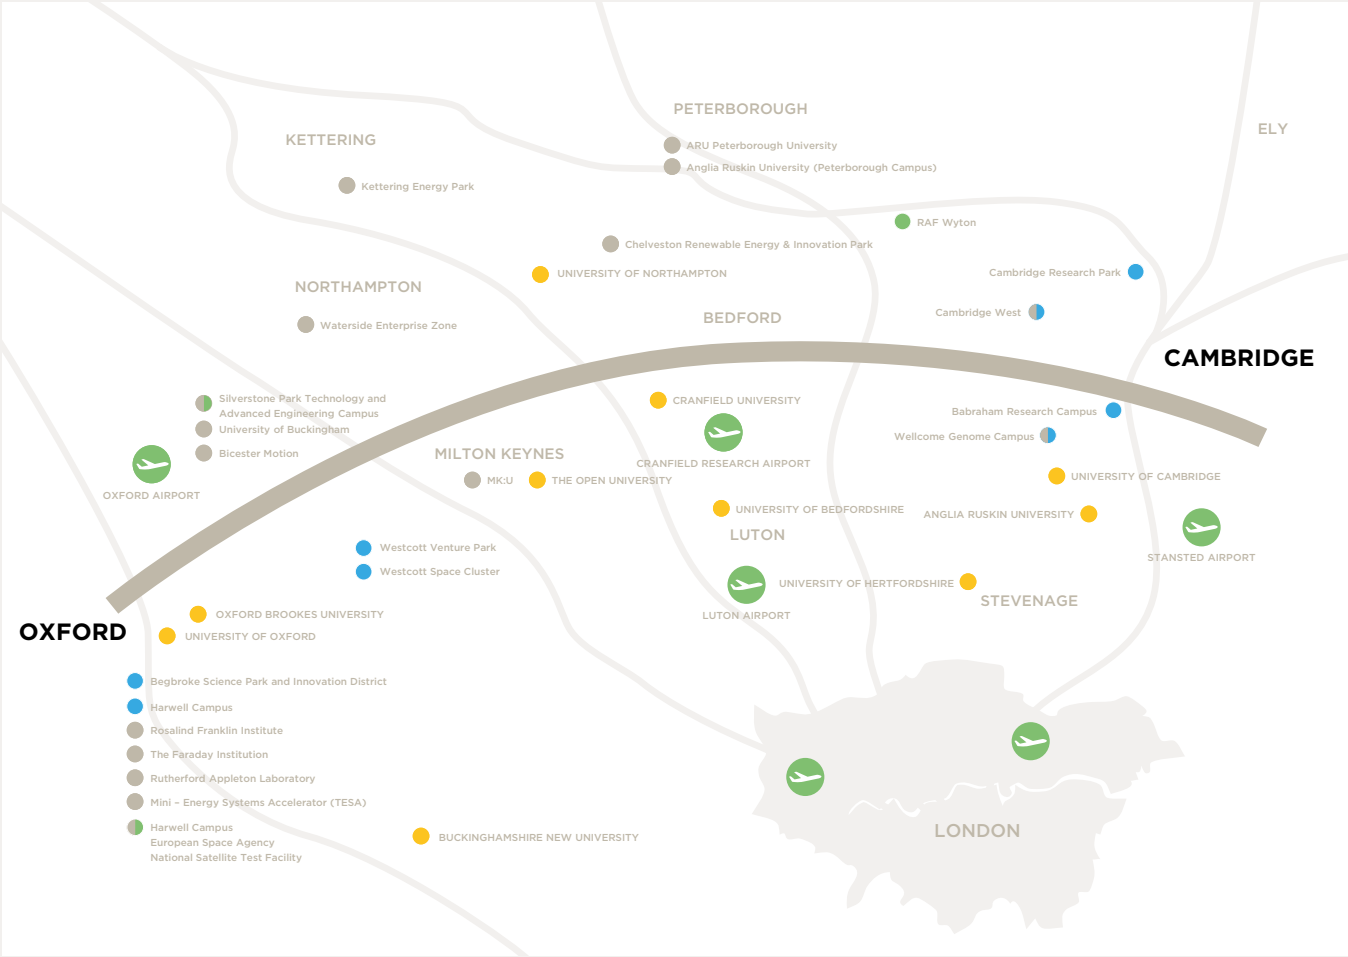 PETERBOROUGH
ELY
KETTERING
ARU Peterborough University
Anglia Ruskin University (Peterborough Campus)
Kettering Energy Park
RAF Wyton
Chelveston Renewable Energy & Innovation Park
UNIVERSITY OF NORTHAMPTON
Cambridge Research Park
NORTHAMPTON
Cambridge West
BEDFORD
Waterside Enterprise Zone
CAMBRIDGE
Silverstone Park Technology and
Advanced Engineering Campus
University of Buckingham
Bicester Motion
CRANFIELD UNIVERSITY
Babraham Research Campus
Wellcome Genome Campus
MILTON KEYNES
CRANFIELD RESEARCH AIRPORT
MK:U
THE OPEN UNIVERSITY
UNIVERSITY OF CAMBRIDGE
OXFORD AIRPORT
UNIVERSITY OF BEDFORDSHIRE
ANGLIA RUSKIN UNIVERSITY
LUTON
STANSTED AIRPORT
Westcott Venture Park
Westcott Space Cluster
UNIVERSITY OF HERTFORDSHIRE
STEVENAGE
LUTON AIRPORT
OXFORD BROOKES UNIVERSITY
OXFORD
UNIVERSITY OF OXFORD
Begbroke Science Park and Innovation District
Harwell Campus
Rosalind Franklin Institute
The Faraday Institution
Rutherford Appleton Laboratory
Mini – Energy Systems Accelerator (TESA)
Harwell Campus
European Space Agency
National Satellite Test Facility
BUCKINGHAMSHIRE NEW UNIVERSITY
LONDON